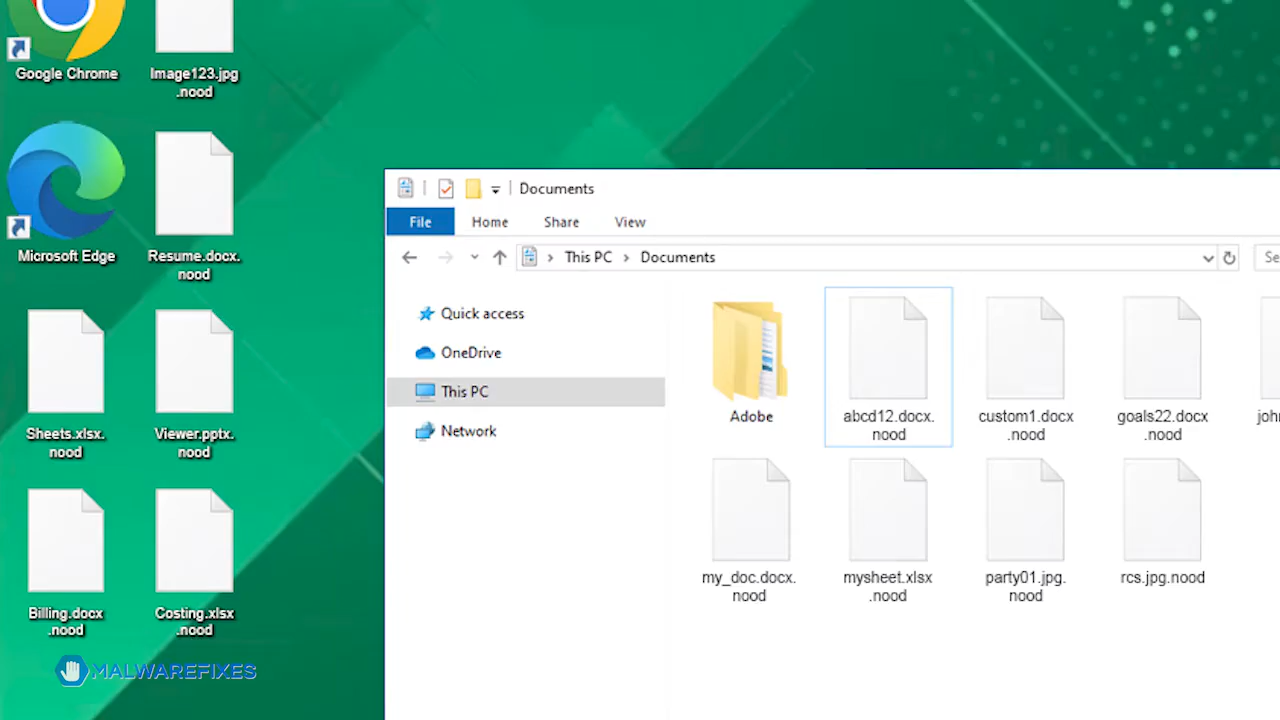 Google Chrome
Image123.jpg
.nood
Microsoft Edge
Resume.docx.
nood
Sheets.xlsx.
nood
Viewer.pptx.
nood
Billing.docx
.nood
Costing.xlsx
.nood
MALWAREFIXES
Documents
File Home Share View
This PC > Documents
Se
Quick access
OneDrive
This PC
Network
Adobe
abcd12.docx.
nood
custom1.docx
.nood
goals22.docx
.nood
john
my_doc.docx.
nood
mysheet.xlsx
.nood
party01.jpg.
nood
rcs.jpg.nood